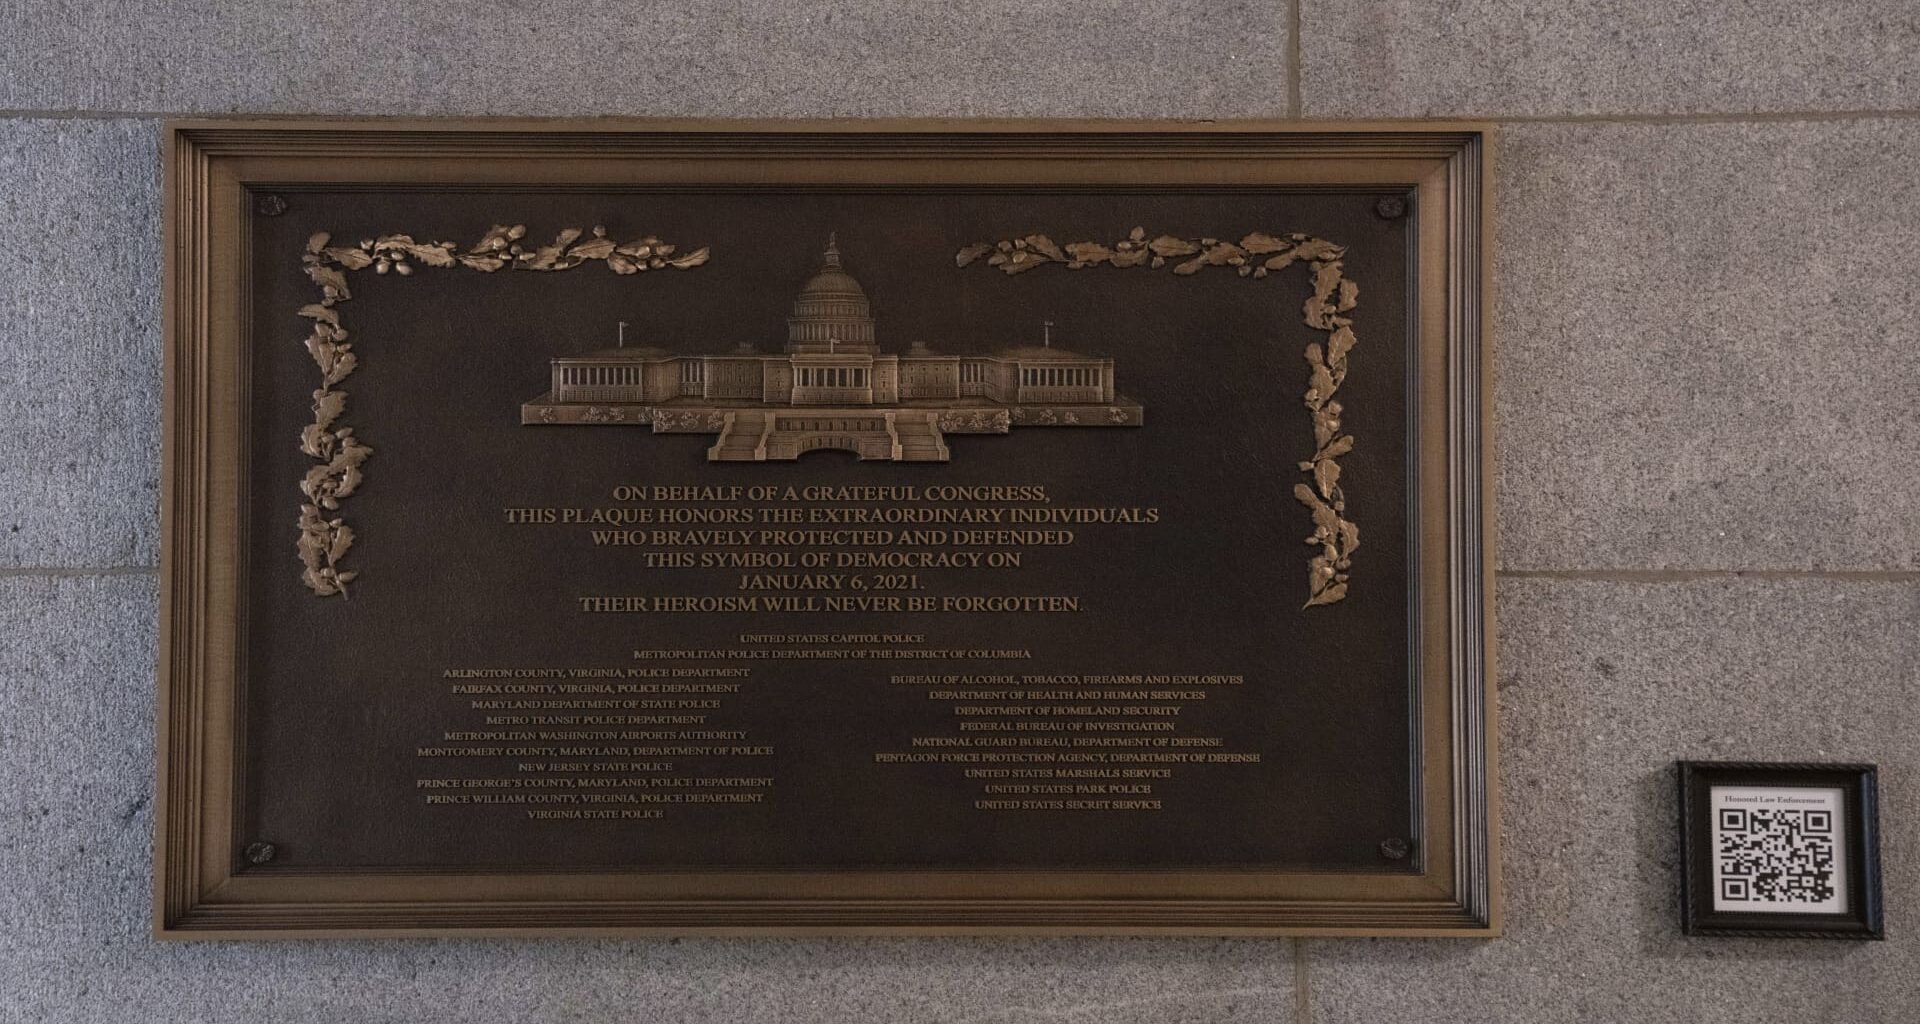 ON BEHALF OF A GRATEFUL CONGRESS,
THIS PLAQUE HONORS THE EXTRAORDINARY INDIVIDUALS
WHO BRAVELY PROTECTED AND DEFENDED
THIS SYMBOL OF DEMOCRACY ON
JANUARY 6, 2021.
THEIR HEROISM WILL NEVER BE FORGOTTEN.
UNITED STATES CAPITOL POLICE
METROPOLITAN POLICE DEPARTMENT OF THE DISTRICT OF COLUMBIA
ARLINGTON COUNTY, VIRGINIA, POLICE DEPARTMENT
FAIRFAX COUNTY, VIRGINIA, POLICE DEPARTMENT
MARYLAND DEPARTMENT OF STATE POLICE
METRO TRANSIT POLICE DEPARTMENT
METROPOLITAN WASHINGTON AIRPORTS AUTHORITY
MONTGOMERY COUNTY, MARYLAND, DEPARTMENT OF POLICE
NEW JERSEY STATE POLICE
PRINCE GEORGE'S COUNTY, MARYLAND, POLICE DEPARTMENT
PRINCE WILLIAM COUNTY, VIRGINIA, POLICE DEPARTMENT
VIRGINIA STATE POLICE
BUREAU OF ALCOHOL, TOBACCO, FIREARMS AND EXPLOSIVES
DEPARTMENT OF HEALTH AND HUMAN SERVICES
DEPARTMENT OF HOMELAND SECURITY
FEDERAL BUREAU OF INVESTIGATION
NATIONAL GUARD BUREAU, DEPARTMENT OF DEFENSE
PENTAGON FORCE PROTECTION AGENCY, DEPARTMENT OF DEFENSE
UNITED STATES MARSHALS SERVICE
UNITED STATES PARK POLICE
UNITED STATES SECRET SERVICE
Honored Law Enforcement